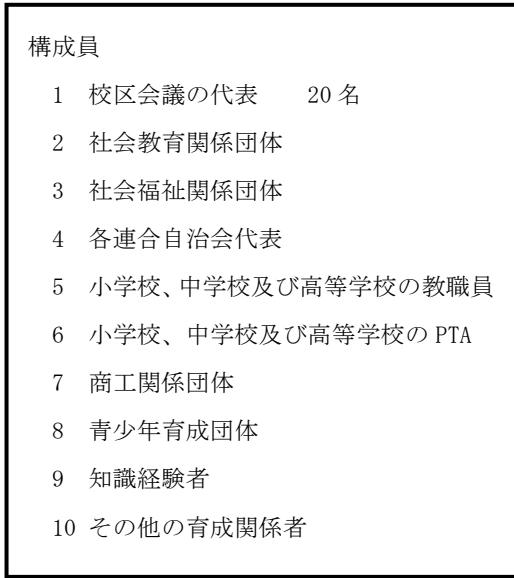 構成員
1 校区会議の代表　　20 名
2 社会教育関係団体
3 社会福祉関係団体
4 各連合自治会代表
5 小学校、中学校及び高等学校の教職員
6 小学校、中学校及び高等学校の PTA
7 商工関係団体
8 青少年育成団体
9 知識経験者
10 その他の育成関係者